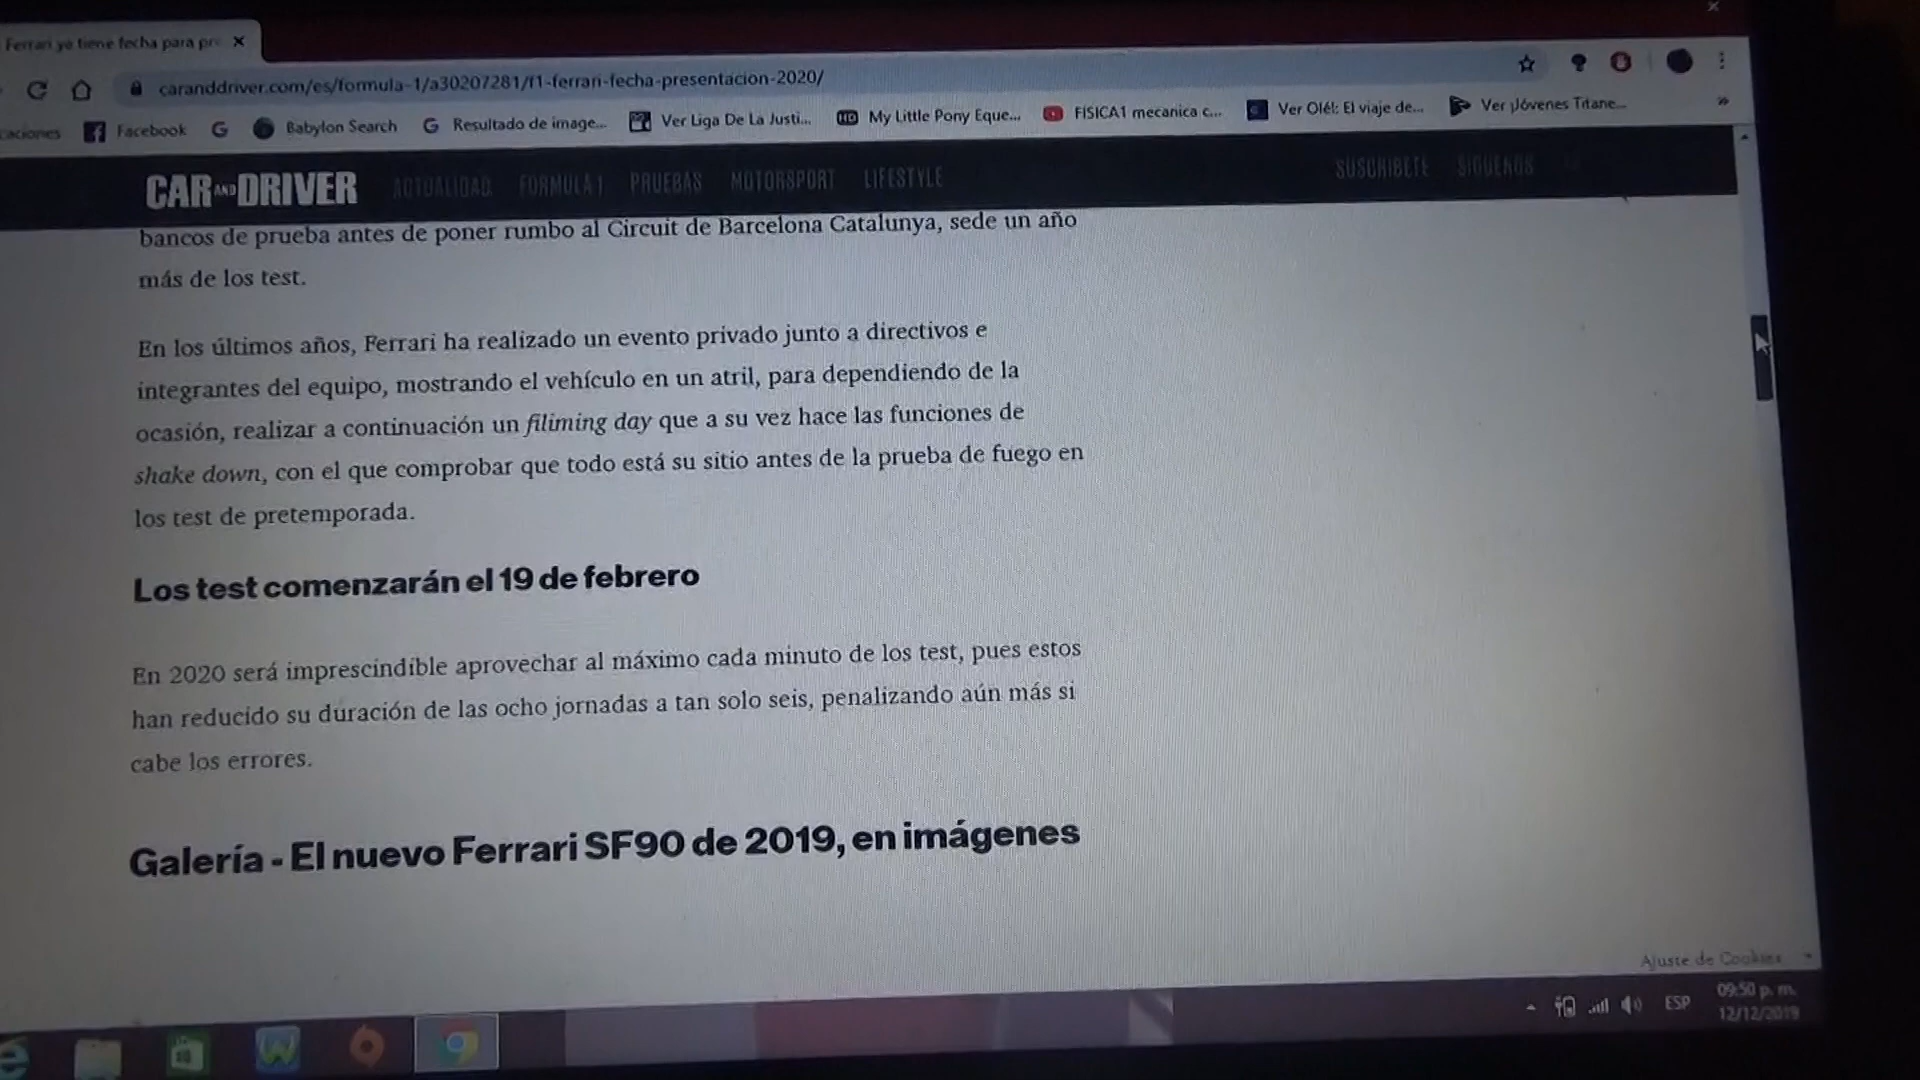 Ferrari ya tiene fecha para pre
caranddriver.com/es/formula-1/a30207281/f1-ferrari-fecha-presentacion-2020/
caciones Facebook Babylon Search Resultado de image... Ver Liga De La Justi... My Little Pony Eque... FISICA1 mecanica c... Ver Olé!: El viaje de... Ver ¡Jóvenes Titane...
CAR AND DRIVER ACTUALIDAD FORMULA 1 PRUEBAS MOTORSPORT LIFESTYLE SUSCRIBETE SIGUENOS
bancos de prueba antes de poner rumbo al Circuit de Barcelona Catalunya, sede un año
más de los test.
En los últimos años, Ferrari ha realizado un evento privado junto a directivos e
integrantes del equipo, mostrando el vehículo en un atril, para dependiendo de la
ocasión, realizar a continuación un filiming day que a su vez hace las funciones de
shake down, con el que comprobar que todo está su sitio antes de la prueba de fuego en
los test de pretemporada.
Los test comenzarán el 19 de febrero
En 2020 será imprescindible aprovechar al máximo cada minuto de los test, pues estos
han reducido su duración de las ocho jornadas a tan solo seis, penalizando aún más si
cabe los errores.
Galería - El nuevo Ferrari SF90 de 2019, en imágenes
Ajuste de Cookies
ESP 09:50 p. m.
12/12/2019